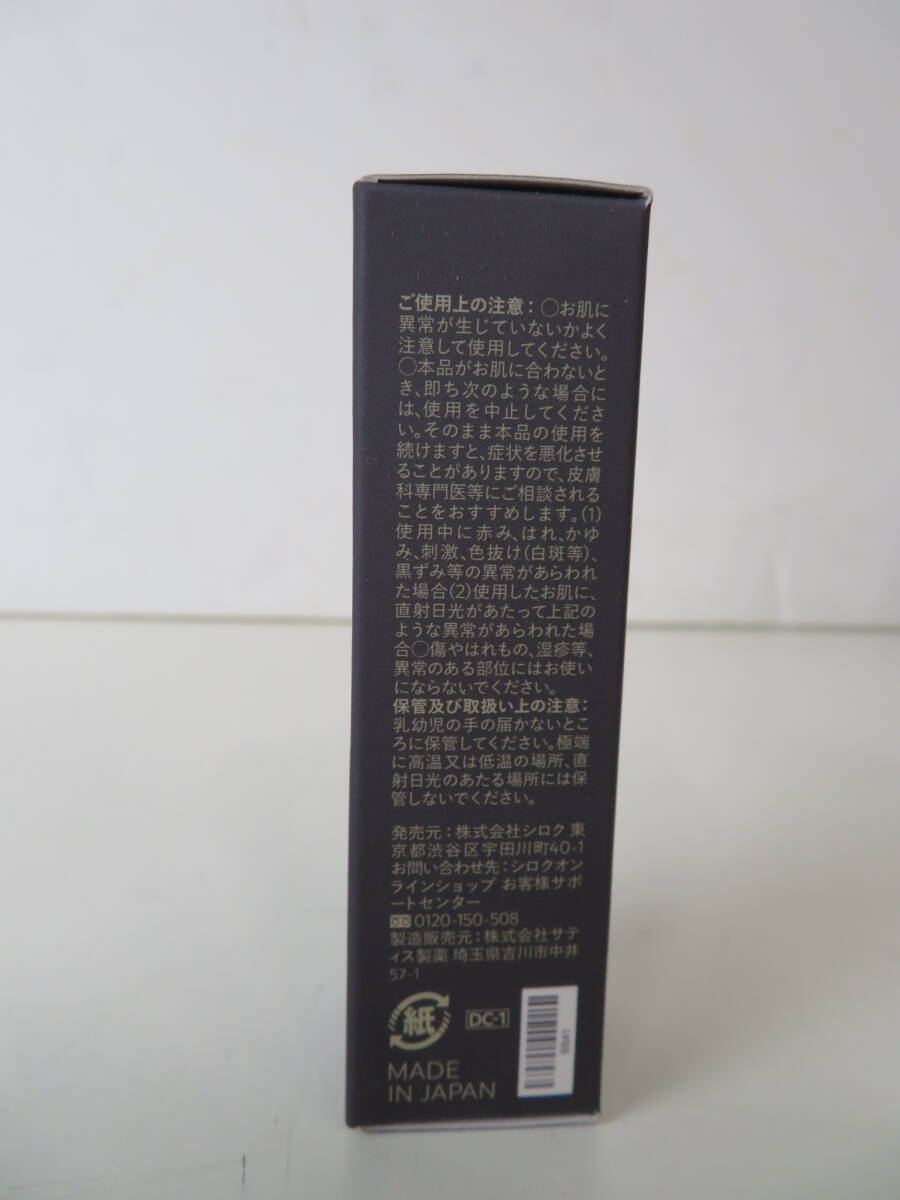 ご使用上の注意：○お肌に
異常が生じていないかよく
注意して使用してください。
○本品がお肌に合わないと
き、即ち次のような場合に
は、使用を中止してくださ
い。そのまま本品の使用を
続けますと、症状を悪化させ
ることがありますので、皮膚
科専門医等にご相談される
ことをおすすめします。(1)
使用中に赤み、はれ、かゆ
み、刺激、色抜け(白斑等)、
黒ずみ等の異常があらわれ
た場合(2)使用したお肌に、
直射日光があたって上記の
ような異常があらわれた場
合○傷やはれもの、湿疹等、
異常のある部位にはお使い
にならないでください。
保管及び取扱い上の注意：
乳幼児の手の届かないとこ
ろに保管してください。極端
に高温又は低温の場所、直
射日光のあたる場所には保
管しないでください。
発売元：株式会社シロク 東
京都渋谷区宇田川町40-1
お問い合わせ先：シロクオン
ラインショップ お客様サポ
ートセンター
0120-150-508
製造販売元：株式会社サテ
ィス製薬 埼玉県吉川市中井
57-1
紙
DC-1
MADE
IN JAPAN